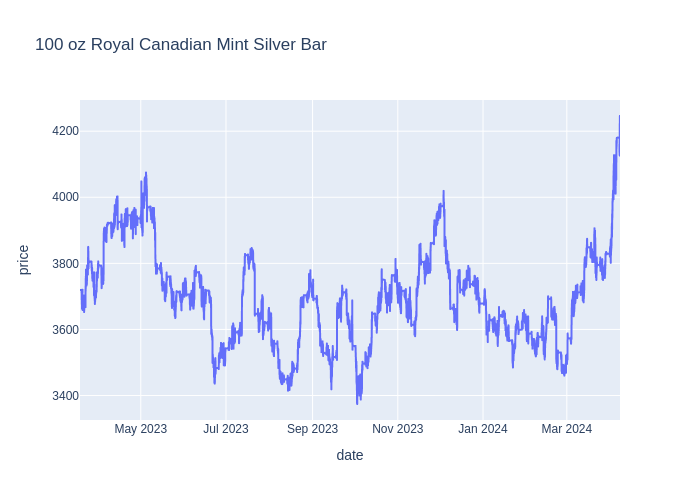 100 oz Royal Canadian Mint Silver Bar
price
4200
4000
3800
3600
3400
May 2023 Jul 2023 Sep 2023 Nov 2023 Jan 2024 Mar 2024
date